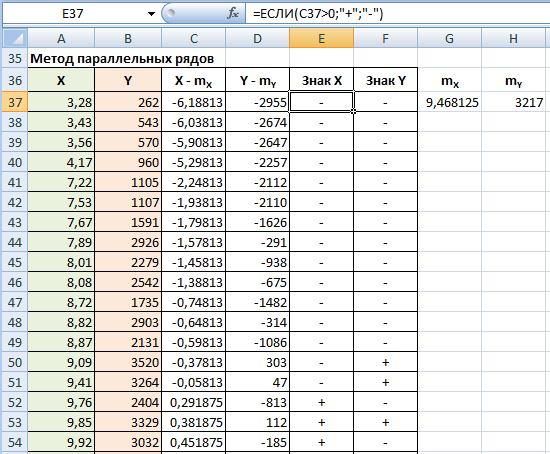 E37 fx =ЕСЛИ(C37>0;"+";"-")
A B C D E F G H
35 Метод параллельных рядов
36 X Y X - mX Y - mY Знак X Знак Y mX mY
37 3,28 262 -6,18813 -2955 - - 9,468125 3217
38 3,43 543 -6,03813 -2674 - -
39 3,56 570 -5,90813 -2647 - -
40 4,17 960 -5,29813 -2257 - -
41 7,22 1105 -2,24813 -2112 - -
42 7,53 1107 -1,93813 -2110 - -
43 7,67 1591 -1,79813 -1626 - -
44 7,89 2926 -1,57813 -291 - -
45 8,01 2279 -1,45813 -938 - -
46 8,08 2542 -1,38813 -675 - -
47 8,72 1735 -0,74813 -1482 - -
48 8,82 2903 -0,64813 -314 - -
49 8,87 2131 -0,59813 -1086 - -
50 9,09 3520 -0,37813 303 - +
51 9,41 3264 -0,05813 47 - +
52 9,76 2404 0,291875 -813 + -
53 9,85 3329 0,381875 112 + +
54 9,92 3032 0,451875 -185 + -